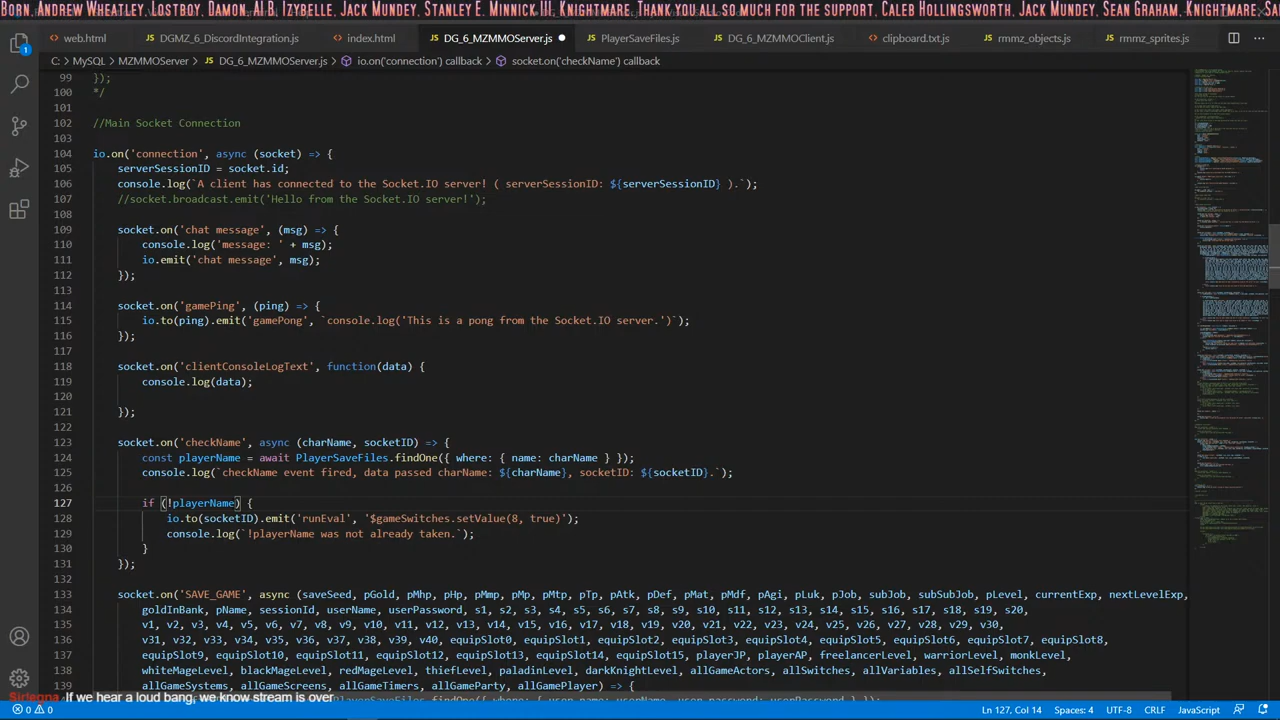 Born, Andrew Wheatley, Lostboy, Damon, Al B, Izybelle, Jack Mundey, Stanley E. Minnick III, Knightmare. Thank you all so much for the support, Caleb Hollingsworth, Jack Mundey, Sean Graham, Knightmare,
web.html
DGMZ_6_DiscordIntegration.js
index.html
DG_6_MZMMOServer.js
PlayerSaveFiles.js
DG_6_MZMMOClient.js
clipboard.txt.js
rmmz_objects.js
rmmz_sprites.js
C: > MySQL > MZMMOServer > DG_6_MZMMOServer.js > io.on('connection') callback > socket.on('checkName') callback
99 });
100 */
101
102 //Main Socket Connection
103
104 io.on('connection', async (socket) => {
105 serverSessionID = socket.id;
106 console.log(`A client has connected to the Socket.io server! ( serverSessionID: ${serverSessionID} ).`);
107 //socket.broadcast.emit('Hello from the Socket.IO Server!');
108
109 socket.on('chat message', (msg) => {
110 console.log('message: ' + msg);
111 io.emit('chat message', msg);
112 });
113
114 socket.on('gamePing', (ping) => {
115 io.to(ping).emit('gamePong', `console.log('This is a pong from the Socket.IO server.')`);
116 });
117
118 socket.on('clientConsoleLogText', function(data) {
119 console.log(data);
120
121 });
122
123 socket.on('checkName', async (charName, socketID) => {
124 const playerName = await PlayerSaveFiles.findOne({ where: { name: charName } });
125 console.log(`checkName event fired, data passed charName: ${charName}, socketID: ${socketID}.`);
126
127 if (!playerName) {
128 io.to(socketID).emit('runEval', '$gameSwitches.setValue(5, true)');
129 console.log(`!playerName was not already taken.`);
130 }
131 });
132
133 socket.on('SAVE_GAME', async (saveSeed, pGold, pMhp, pHp, pMmp, pMp, pMtp, pTp, pAtk, pDef, pMat, pMdf, pAgi, pLuk, pJob, subJob, subSubJob, pLevel, currentExp, nextLevelExp,
134 goldInBank, pName, sessionId, userName, userPassword, s1, s2, s3, s4, s5, s6, s7, s8, s9, s10, s11, s12, s13, s14, s15, s16, s17, s18, s19, s20,
135 v1, v2, v3, v4, v5, v6, v7, v8, v9, v10, v11, v12, v13, v14, v15, v16, v17, v18, v19, v20, v21, v22, v23, v24, v25, v26, v27, v28, v29, v30,
136 v31, v32, v33, v34, v35, v36, v37, v38, v39, v40, equipSlot0, equipSlot1, equipSlot2, equipSlot3, equipSlot4, equipSlot5, equipSlot6, equipSlot7, equipSlot8,
137 equipSlot9, equipSlot10, equipSlot11, equipSlot12, equipSlot13, equipSlot14, equipSlot15, playerJP, playerAP, freelancerLevel, warriorLevel, monkLevel,
138 whiteMageLevel, blackMageLevel, redMageLevel, thiefLevel, paladinLevel, darkKnightLevel, allGameActors, allSwitches, allVariables, allSelfSwitches,
139 allGameSystems, allGameScreen, allGameTimers, allGameParty, allGamePlayer) => {
Sidegna: If we hear a loud bang, we know stream is over
0 0
Ln 127, Col 14
Spaces: 4
UTF-8
CRLF
JavaScript